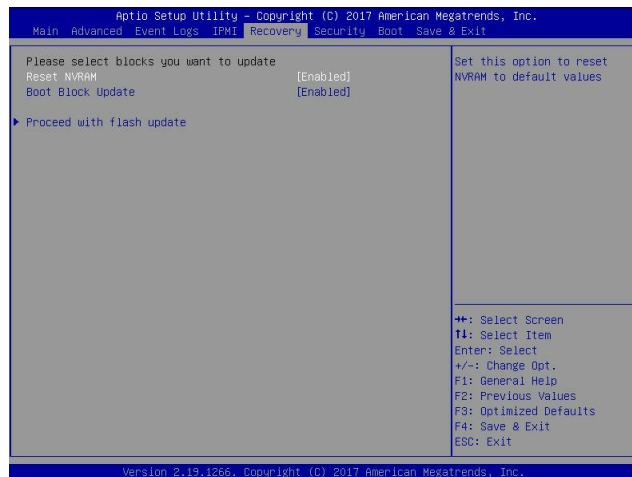 Aptio Setup Utility – Copyright (C) 2017 American Megatrends, Inc.
Main Advanced Event Logs IPMI Recovery Security Boot Save & Exit
Please select blocks you want to update
Reset NVRAM [Enabled]
Boot Block Update [Enabled]
Proceed with flash update
Set this option to reset
NVRAM to default values
: Select Screen
↑↓: Select Item
Enter: Select
+/-: Change Opt.
F1: General Help
F2: Previous Values
F3: Optimized Defaults
F4: Save & Exit
ESC: Exit
Version 2.19.1266. Copyright (C) 2017 American Megatrends, Inc.